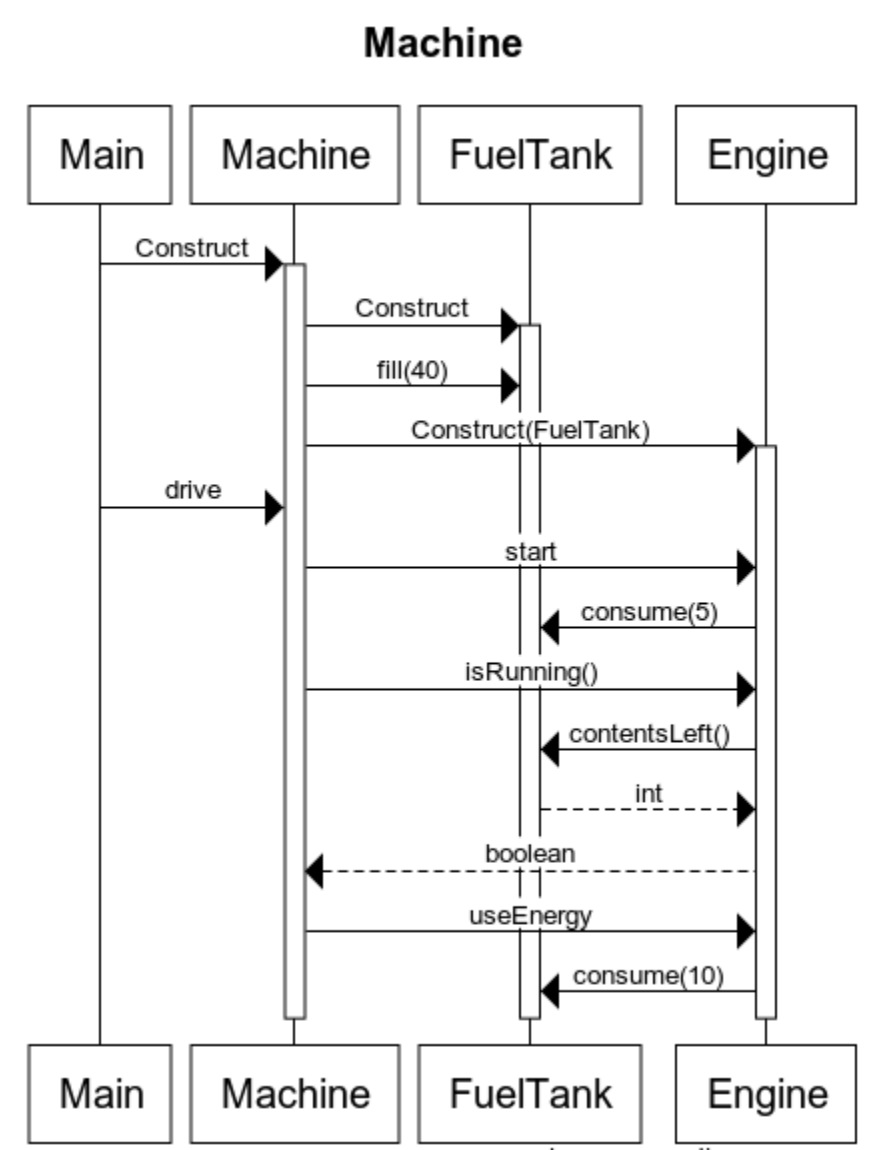 Machine
Main Machine FuelTank Engine
Construct
Construct
fill(40)
Construct(FuelTank)
drive
start
consume(5)
isRunning()
contentsLeft()
int
boolean
useEnergy
consume(10)
Main Machine FuelTank Engine